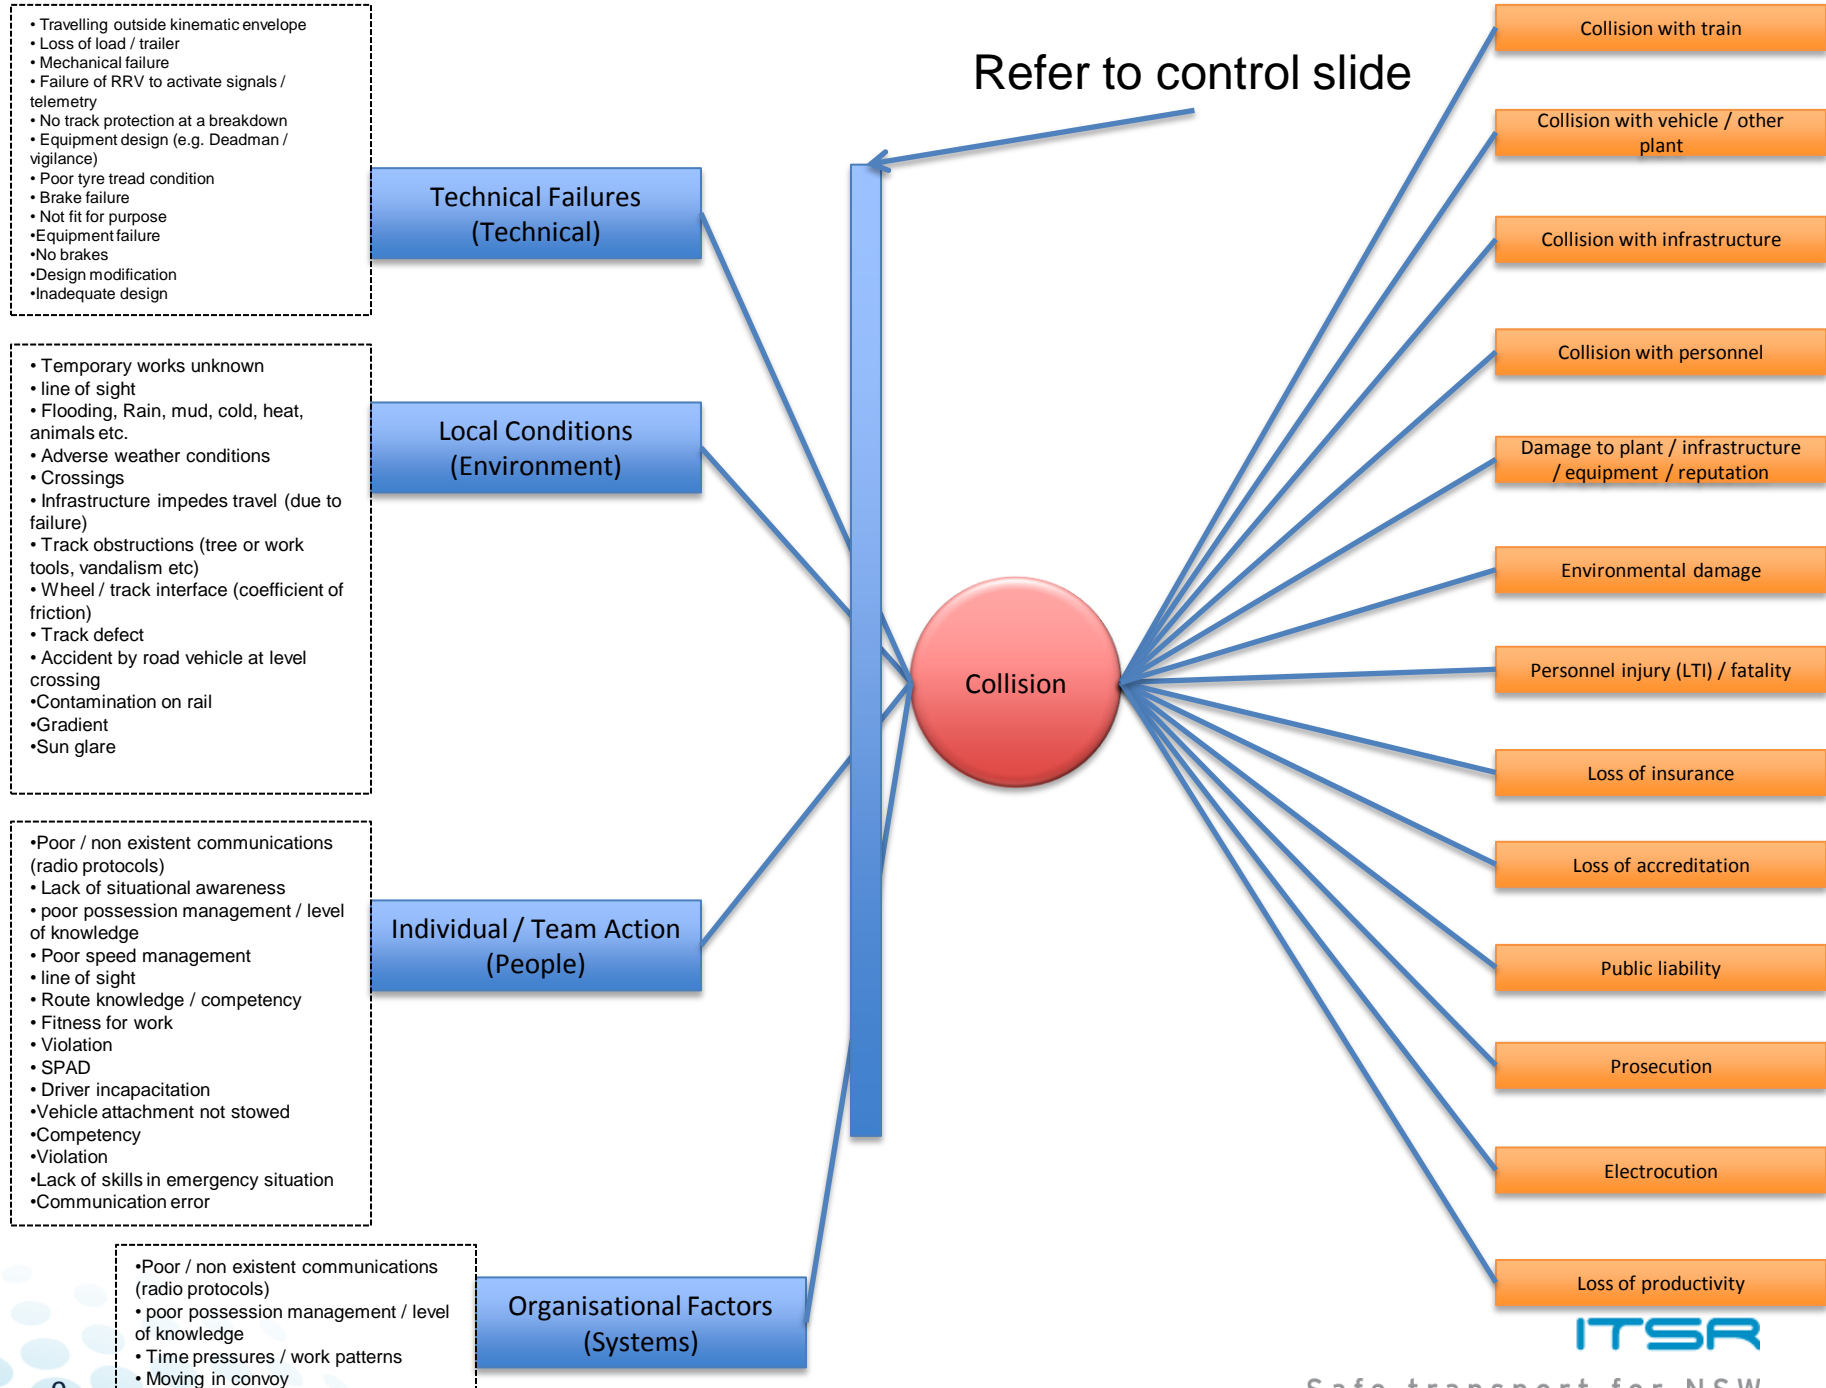 • Travelling outside kinematic envelope
• Loss of load / trailer
• Mechanical failure
• Failure of RRV to activate signals /
telemetry
• No track protection at a breakdown
• Equipment design (e.g. Deadman /
vigilance)
• Poor tyre tread condition
• Brake failure
• Not fit for purpose
•Equipment failure
•No brakes
•Design modification
•Inadequate design
Technical Failures
(Technical)
• Temporary works unknown
• line of sight
• Flooding, Rain, mud, cold, heat,
animals etc.
• Adverse weather conditions
• Crossings
• Infrastructure impedes travel (due to
failure)
• Track obstructions (tree or work
tools, vandalism etc)
• Wheel / track interface (coefficient of
friction)
• Track defect
• Accident by road vehicle at level
crossing
•Contamination on rail
•Gradient
•Sun glare
Local Conditions
(Environment)
•Poor / non existent communications
(radio protocols)
• Lack of situational awareness
• poor possession management / level
of knowledge
• Poor speed management
• line of sight
• Route knowledge / competency
• Fitness for work
• Violation
• SPAD
• Driver incapacitation
•Vehicle attachment not stowed
•Competency
•Violation
•Lack of skills in emergency situation
•Communication error
Individual / Team Action
(People)
•Poor / non existent communications
(radio protocols)
• poor possession management / level
of knowledge
• Time pressures / work patterns
• Moving in convoy
Organisational Factors
(Systems)
Refer to control slide
Collision
Collision with train
Collision with vehicle / other
plant
Collision with infrastructure
Collision with personnel
Damage to plant / infrastructure
/ equipment / reputation
Environmental damage
Personnel injury (LTI) / fatality
Loss of insurance
Loss of accreditation
Public liability
Prosecution
Electrocution
Loss of productivity
ITSR
Safe transport for NSW